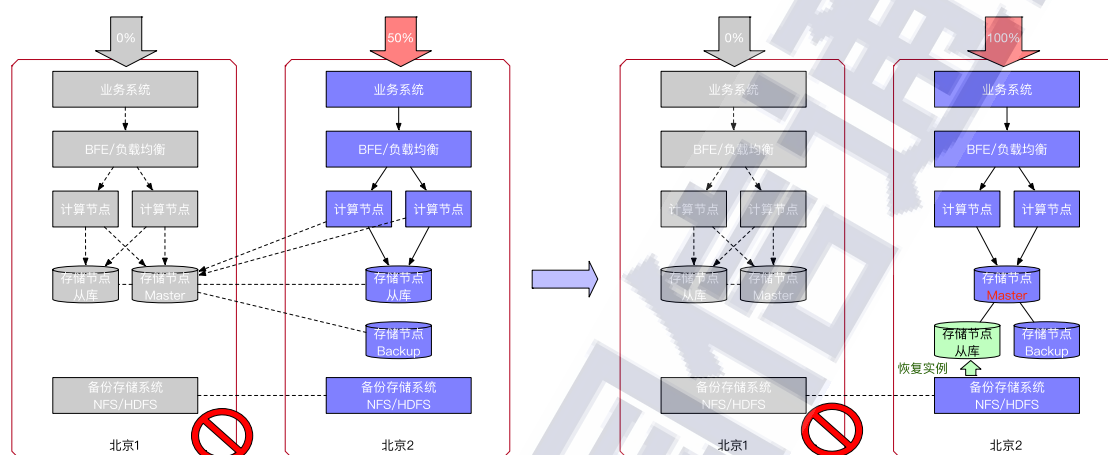 0%
50%
业务系统
业务系统
BFE/负载均衡
BFE/负载均衡
计算节点
计算节点
计算节点
计算节点
存储节点
从库
存储节点
Master
存储节点
从库
存储节点
Backup
备份存储系统
NFS/HDFS
备份存储系统
NFS/HDFS
北京1
北京2
0%
100%
业务系统
业务系统
BFE/负载均衡
BFE/负载均衡
计算节点
计算节点
计算节点
计算节点
存储节点
从库
存储节点
Master
存储节点
Master
存储节点
从库
存储节点
Backup
恢复实例
备份存储系统
NFS/HDFS
备份存储系统
NFS/HDFS
北京1
北京2